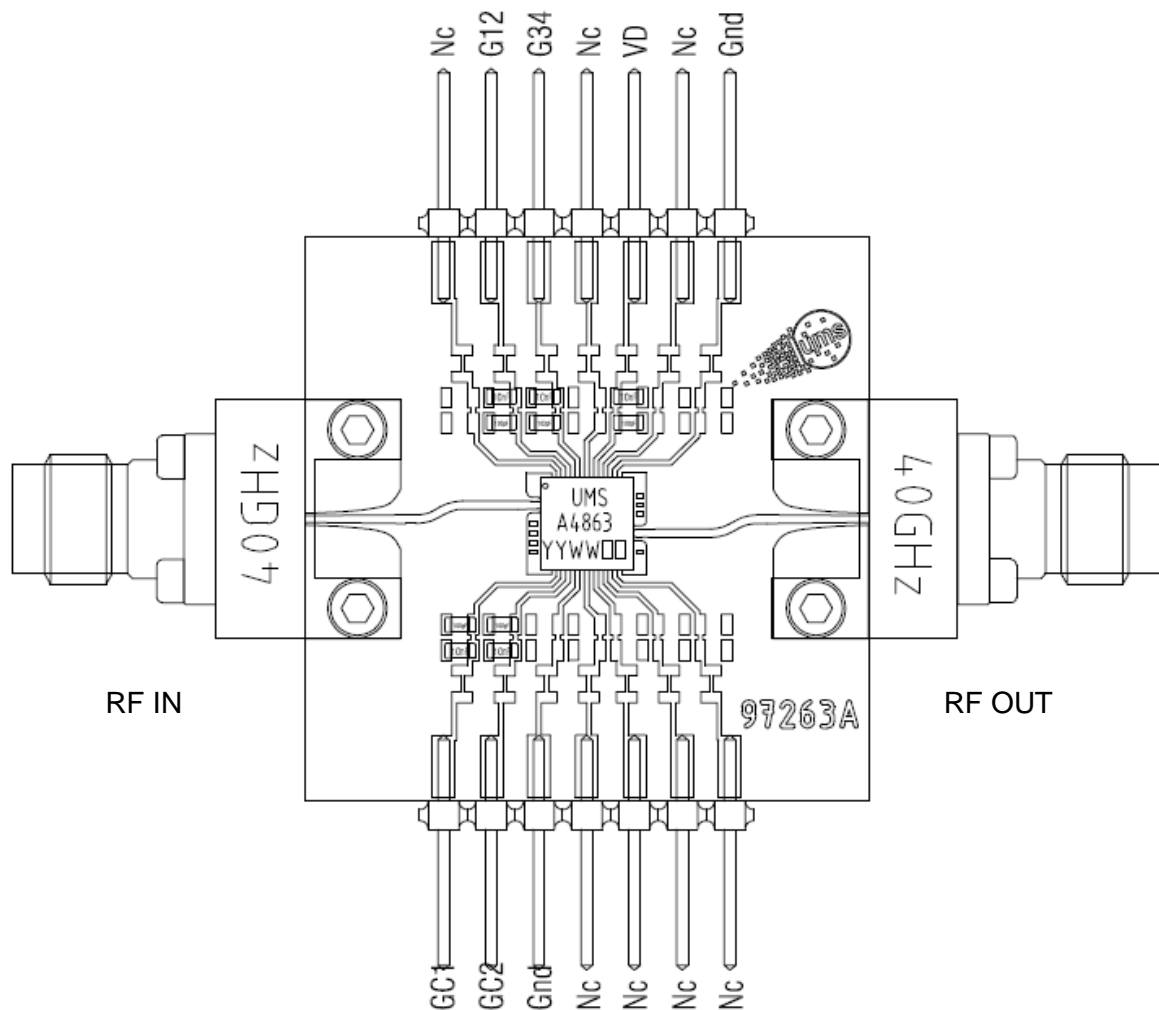 Nc G12 G34 Nc VD Nc Gnd
ums
40GHz
UMS
A4863
YYWW
40GHz
RF IN
RF OUT
97263A
GC1 GC2 Gnd Nc Nc Nc Nc